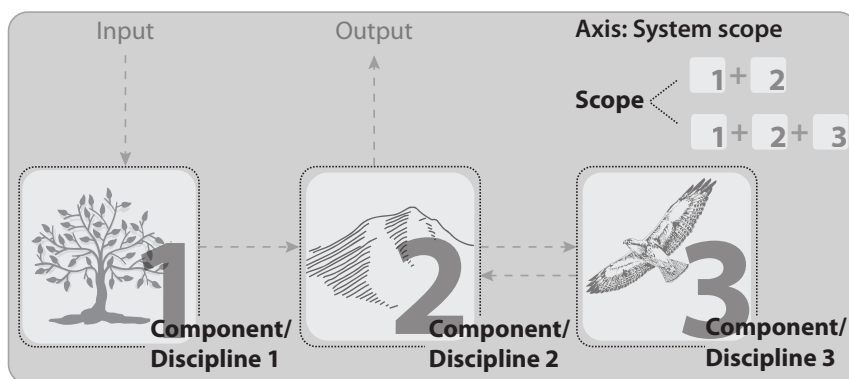 Input
Output
Axis: System scope
1 + 2
Scope
1 + 2 + 3
1
2
3
Component/
Discipline 1
Component/
Discipline 2
Component/
Discipline 3